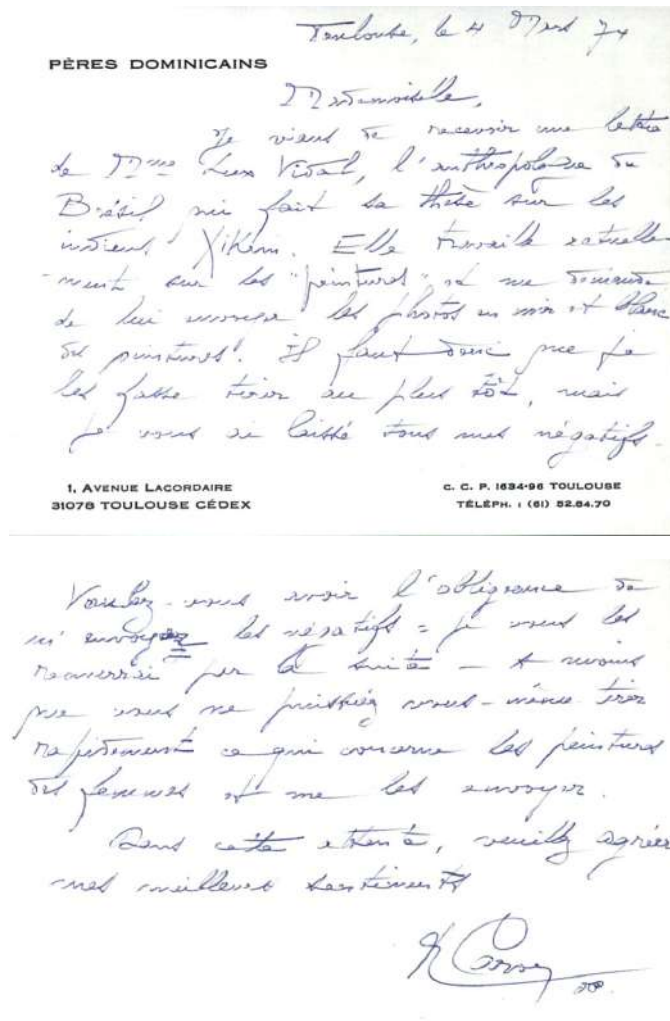 Toulouse, le 4 Mars 74
PÈRES DOMINICAINS
Mademoiselle,
Je viens de recevoir une lettre
de Mme Lux Vidal, l'anthropologue du
Brésil qui fait sa thèse sur les
indiens Xikrin. Elle travaille actuelle-
ment sur les "peintures" et me demande
de lui envoyer les photos en noir et blanc
des peintures. Il faut donc que je
les fasse tirer au plus tôt, mais
je vous ai laissé tous mes négatifs.
1, AVENUE LACORDAIRE
31078 TOULOUSE CÉDEX
C. C. P. 1634-96 TOULOUSE
TÉLÉPH. : (61) 52.84.70
Voulez-vous avoir l'obligeance de
m'envoyer les négatifs = je vous les
renverrai par la suite - A moins
que vous ne puissiez vous-même tirer
rapidement ce qui concerne les peintures
des femmes et me les envoyer.
Dans cette attente, veuillez agréer
mes meilleurs sentiments